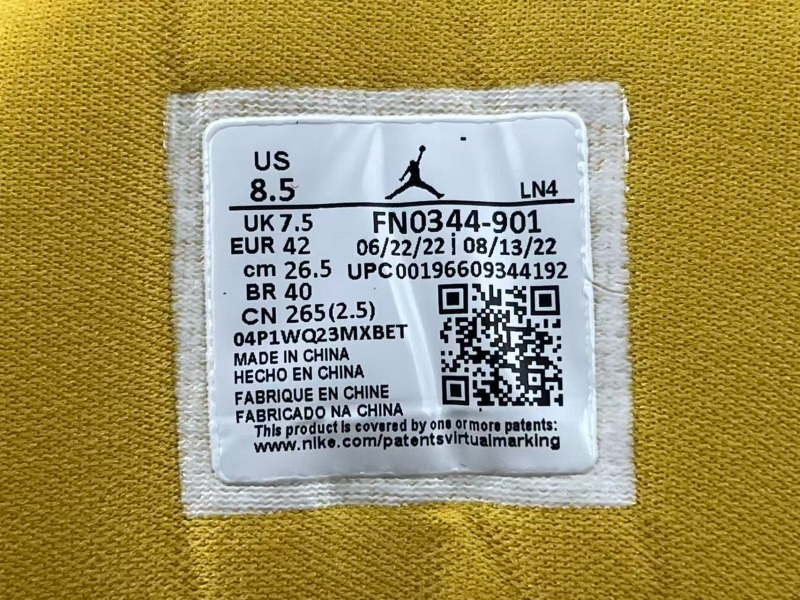 US
8.5
LN4
UK 7.5
FN0344-901
EUR 42
06/22/22 | 08/13/22
cm 26.5
UPC00196609344192
BR 40
CN 265(2.5)
04P1WQ23MXBET
MADE IN CHINA
HECHO EN CHINA
FABRIQUE EN CHINE
FABRICADO NA CHINA
This product is covered by one or more patents:
www.nike.com/patentsvirtualmarking